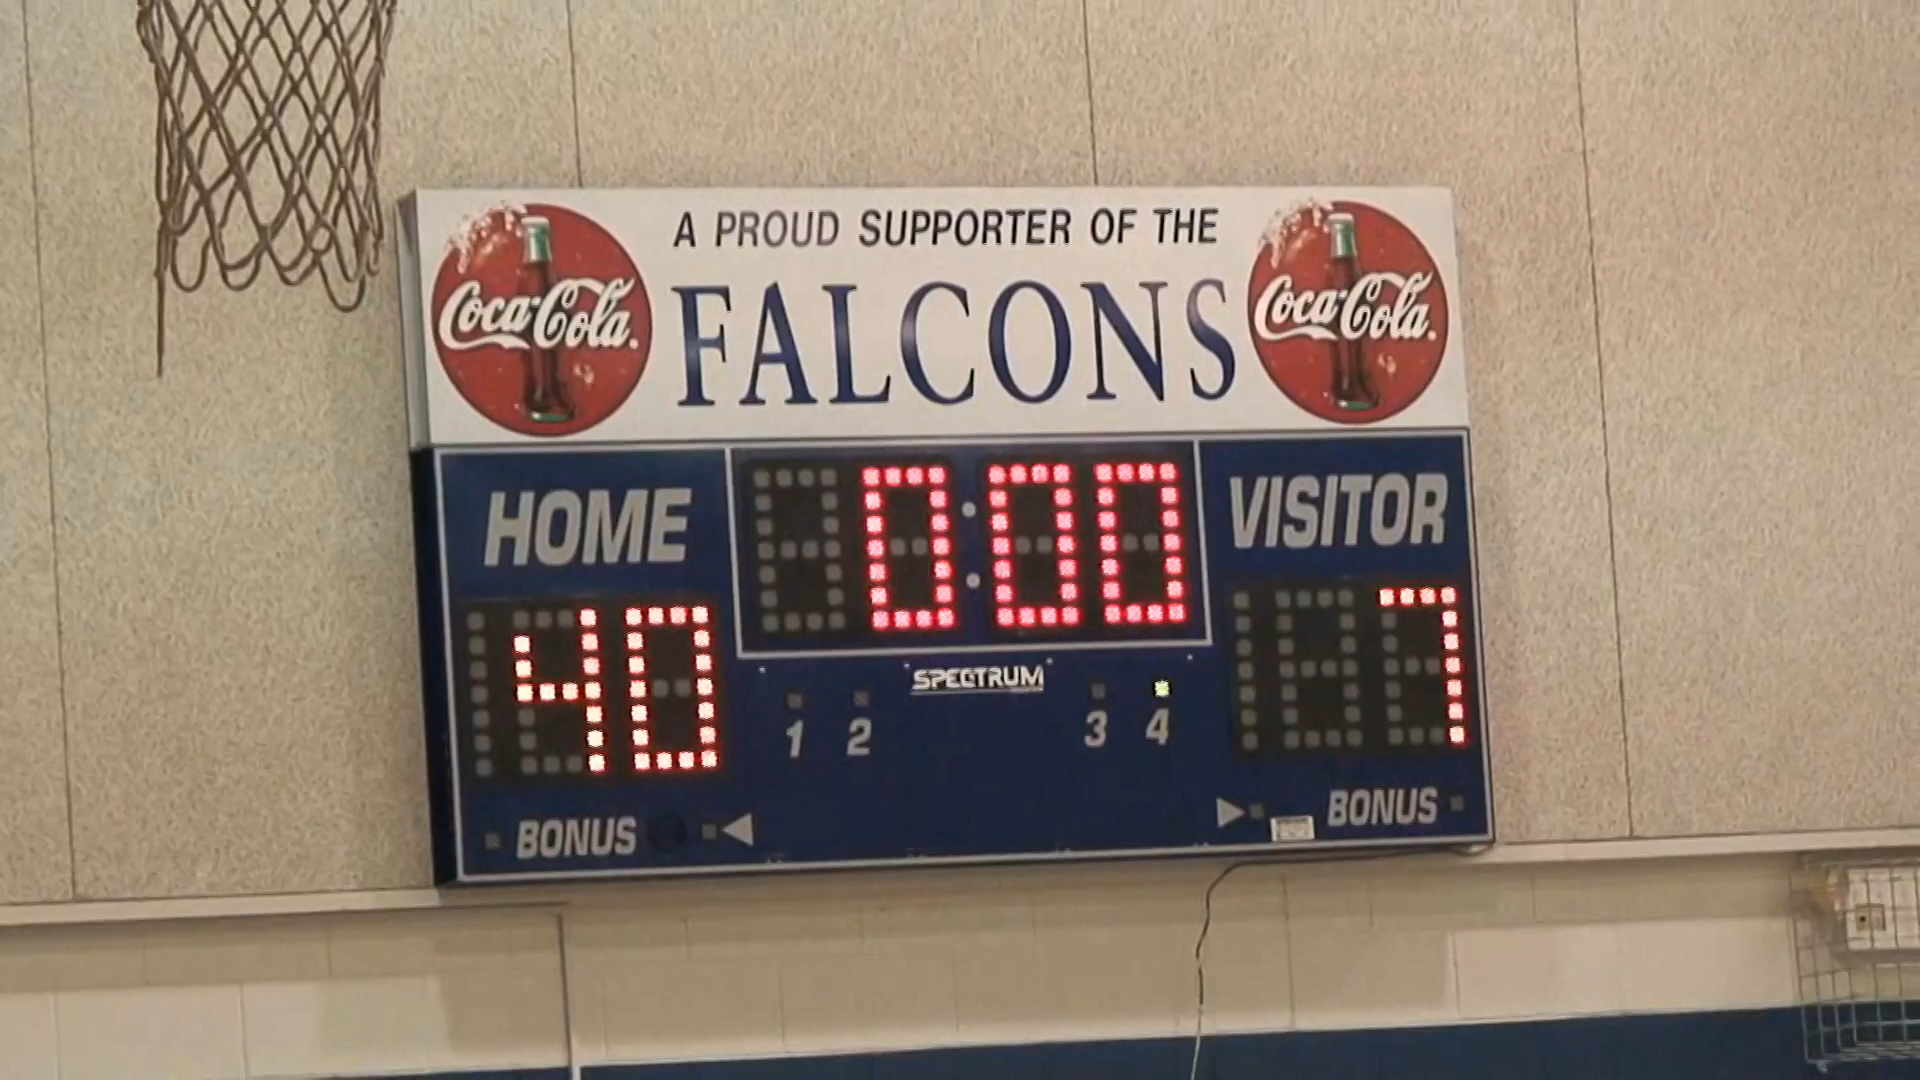 A PROUD SUPPORTER OF THE
Coca-Cola FALCONS Coca-Cola
HOME 0:00 VISITOR
40 7
SPECTRUM
1 2 3 4
BONUS BONUS